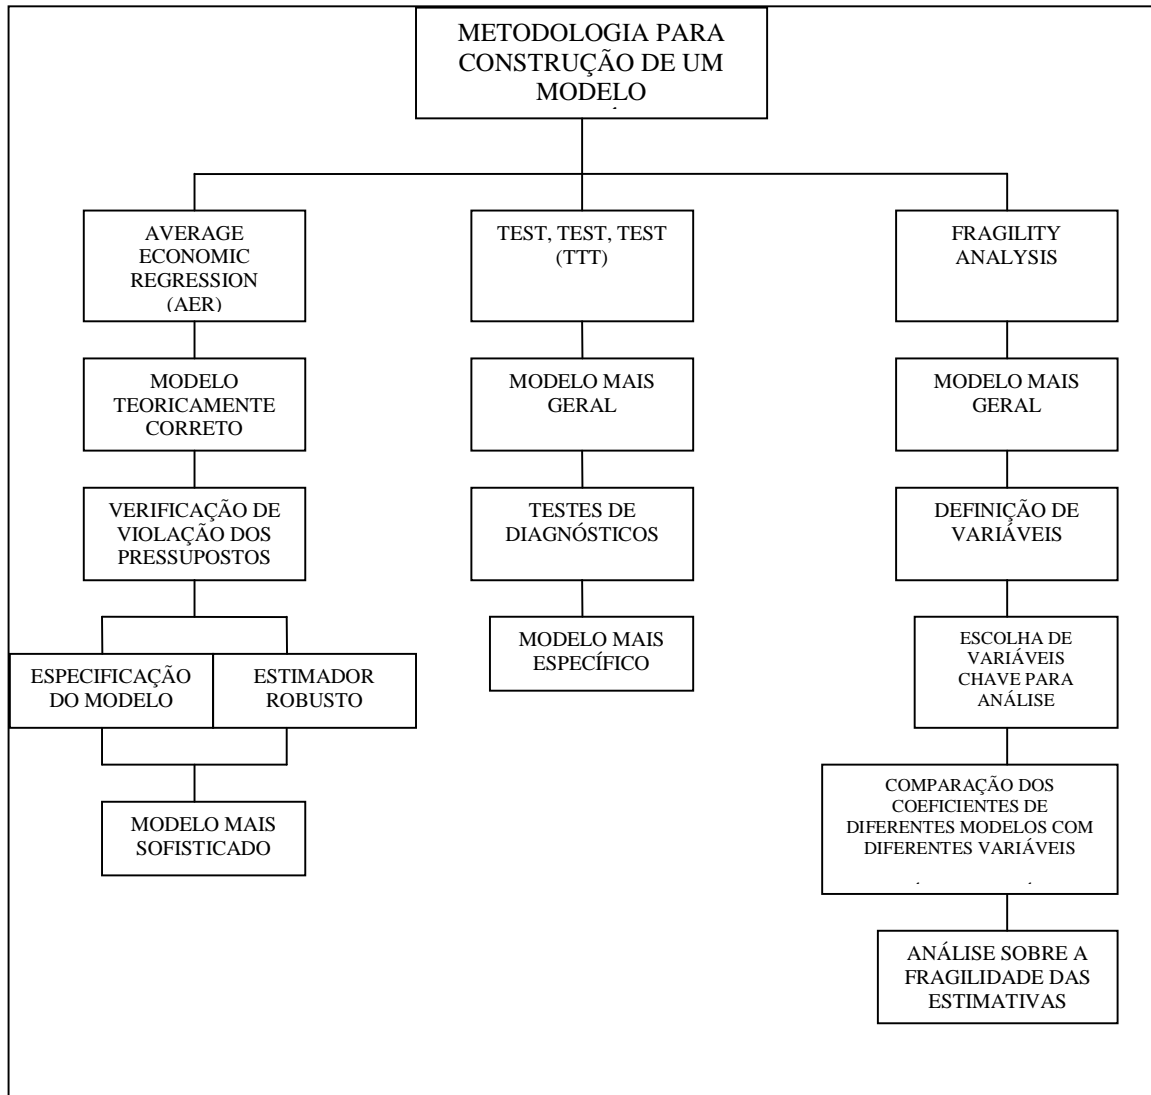 METODOLOGIA PARA
CONSTRUÇÃO DE UM
MODELO
AVERAGE
ECONOMIC
REGRESSION
(AER)
MODELO
TEORICAMENTE
CORRETO
VERIFICAÇÃO DE
VIOLAÇÃO DOS
PRESSUPOSTOS
ESPECIFICAÇÃO
DO MODELO
ESTIMADOR
ROBUSTO
MODELO MAIS
SOFISTICADO
TEST, TEST, TEST
(TTT)
MODELO MAIS
GERAL
TESTES DE
DIAGNÓSTICOS
MODELO MAIS
ESPECÍFICO
FRAGILITY
ANALYSIS
MODELO MAIS
GERAL
DEFINIÇÃO DE
VARIÁVEIS
ESCOLHA DE
VARIÁVEIS
CHAVE PARA
ANÁLISE
COMPARAÇÃO DOS
COEFICIENTES DE
DIFERENTES MODELOS COM
DIFERENTES VARIÁVEIS
ANÁLISE SOBRE A
FRAGILIDADE DAS
ESTIMATIVAS